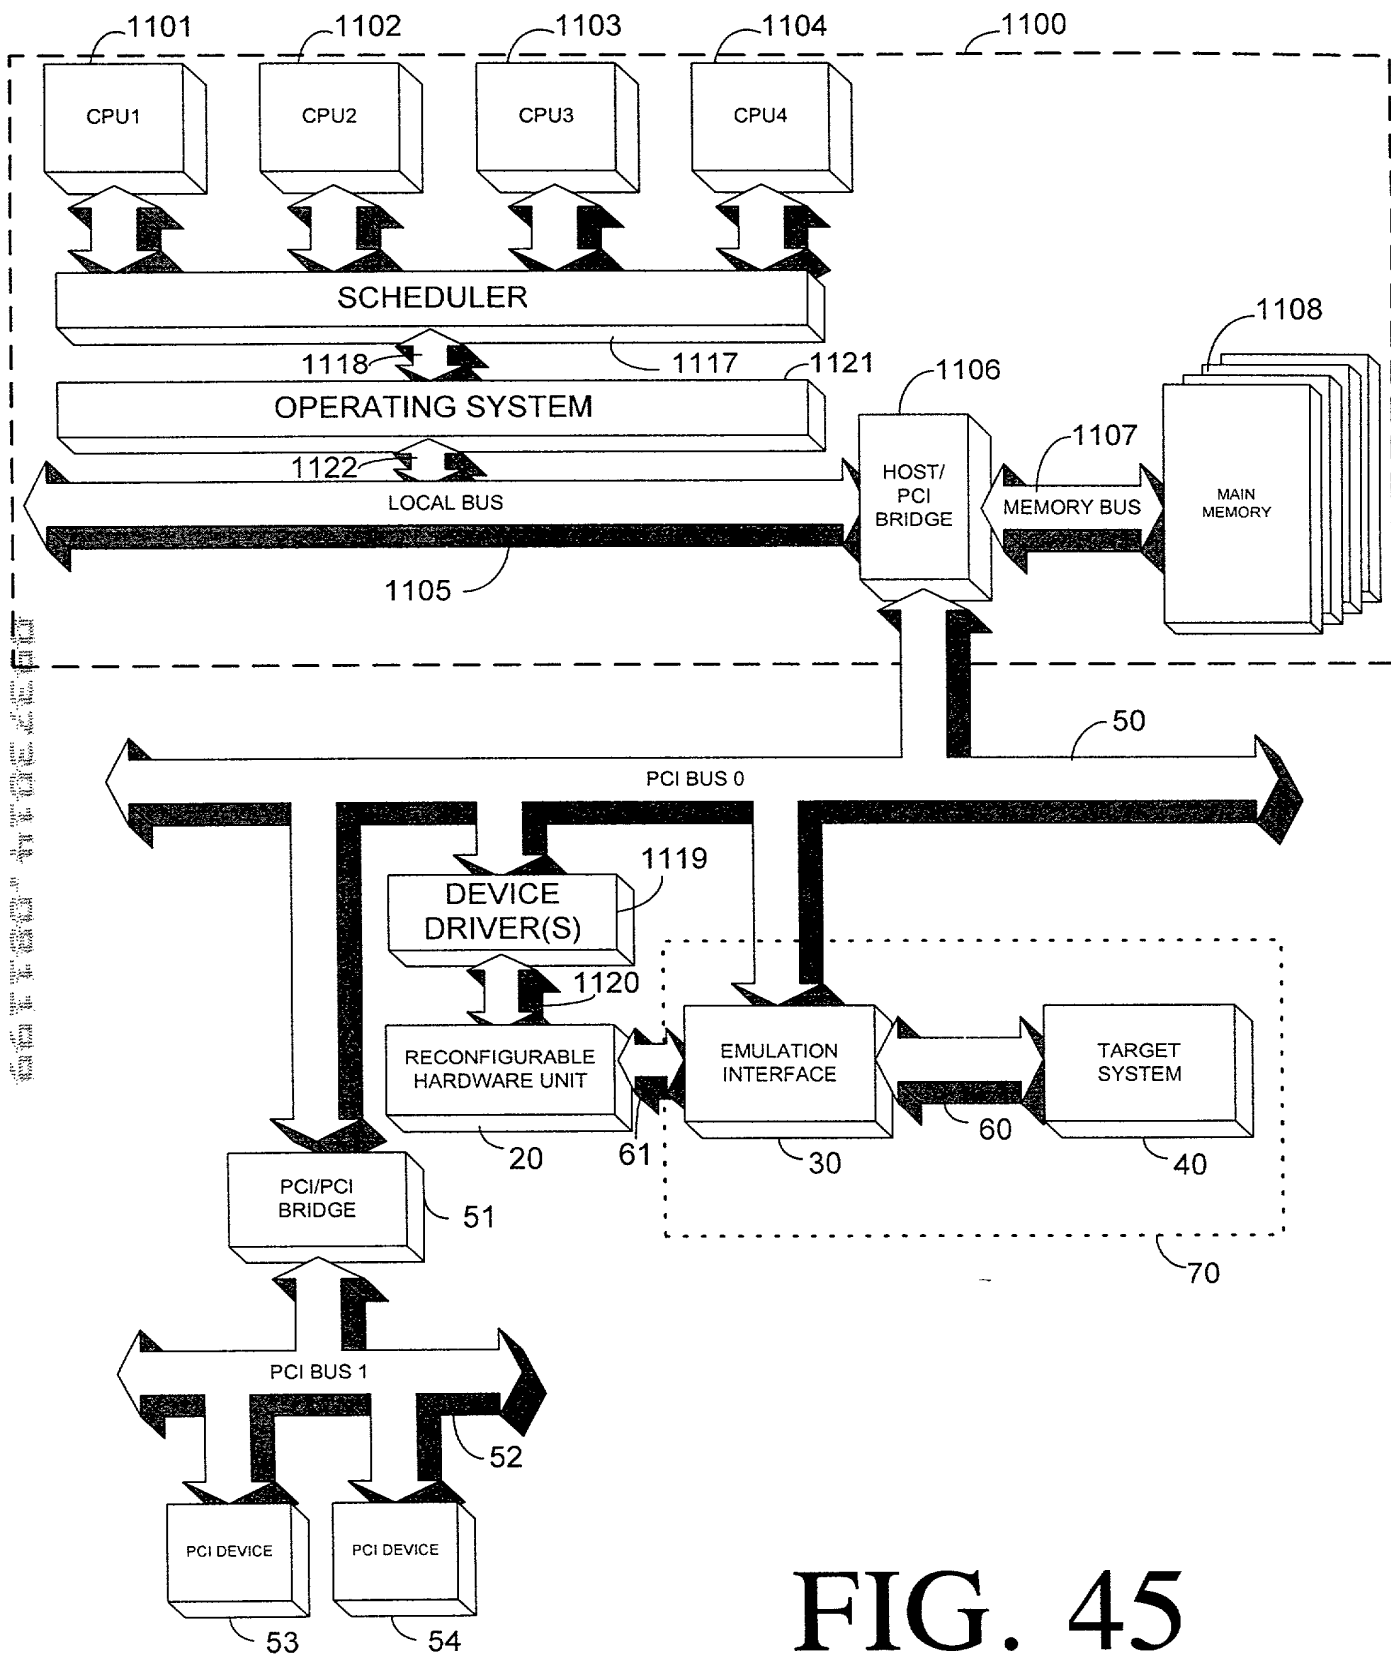 1101
1102
1103
1104
1100
CPU1
CPU2
CPU3
CPU4
SCHEDULER
1118
1117
1121
1108
OPERATING SYSTEM
1106
1122
1107
LOCAL BUS
HOST/
PCI
BRIDGE
MEMORY BUS
MAIN
MEMORY
1105
50
PCI BUS 0
1119
DEVICE
DRIVER(S)
1120
RECONFIGURABLE
HARDWARE UNIT
EMULATION
INTERFACE
TARGET
SYSTEM
20
61
30
60
40
PCI/PCI
BRIDGE
51
70
PCI BUS 1
52
PCI DEVICE
PCI DEVICE
53
54
FIG. 45